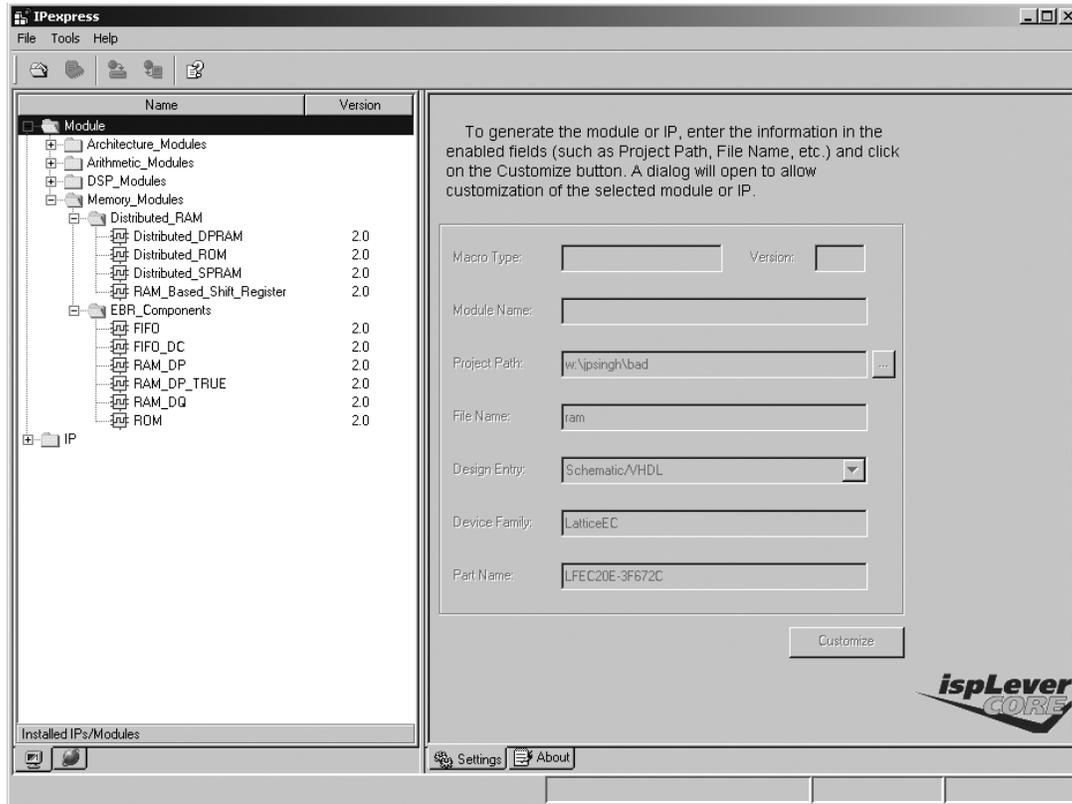 IPexpress
File Tools Help
Name Version
Module
Architecture_Modules
Arithmetic_Modules
DSP_Modules
Memory_Modules
Distributed_RAM
Distributed_DPRAM 2.0
Distributed_ROM 2.0
Distributed_SPRAM 2.0
RAM_Based_Shift_Register 2.0
EBR_Components
FIFO 2.0
FIFO_DC 2.0
RAM_DP 2.0
RAM_DP_TRUE 2.0
RAM_DQ 2.0
ROM 2.0
IP
Installed IPs/Modules
To generate the module or IP, enter the information in the
enabled fields (such as Project Path, File Name, etc.) and click
on the Customize button. A dialog will open to allow
customization of the selected module or IP.
Macro Type: Version:
Module Name:
Project Path: w:\jpsingh\bad ...
File Name: ram
Design Entry: Schematic/VHDL
Device Family: LatticeEC
Part Name: LFEC20E-3F672C
Customize
ispLever
CORE
Settings About